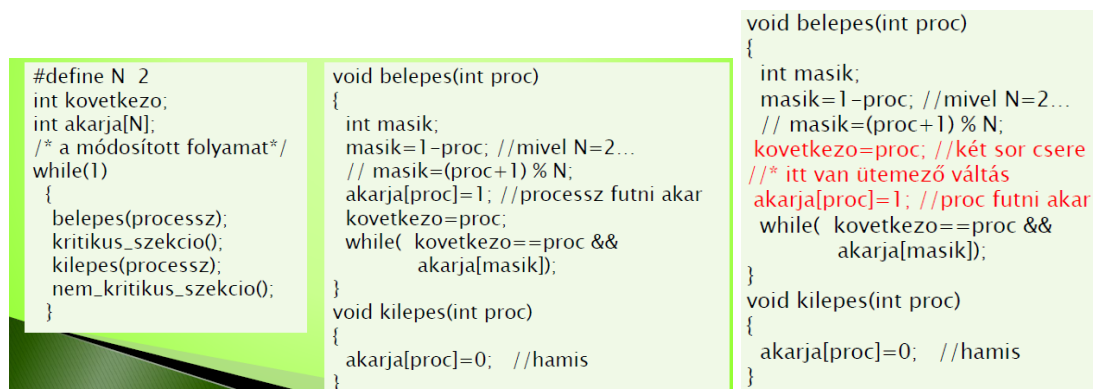 #define N 2
int kovetkezo;
int akarja[N];
/* a módosított folyamat*/
while(1)
{
belepes(processz);
kritikus_szekcio();
kilepes(processz);
nem_kritikus_szekcio();
}
void belepes(int proc)
{
int masik;
masik=1-proc; //mivel N=2...
// masik=(proc+1) % N;
akarja[proc]=1; //processz futni akar
kovetkezo=proc;
while( kovetkezo==proc &&
akarja[masik]);
}
void kilepes(int proc)
{
akarja[proc]=0; //hamis
}
void belepes(int proc)
{
int masik;
masik=1-proc; //mivel N=2...
// masik=(proc+1) % N;
kovetkezo=proc; //két sor csere
//* itt van ütemező váltás
akarja[proc]=1; //proc futni akar
while( kovetkezo==proc &&
akarja[masik]);
}
void kilepes(int proc)
{
akarja[proc]=0; //hamis
}